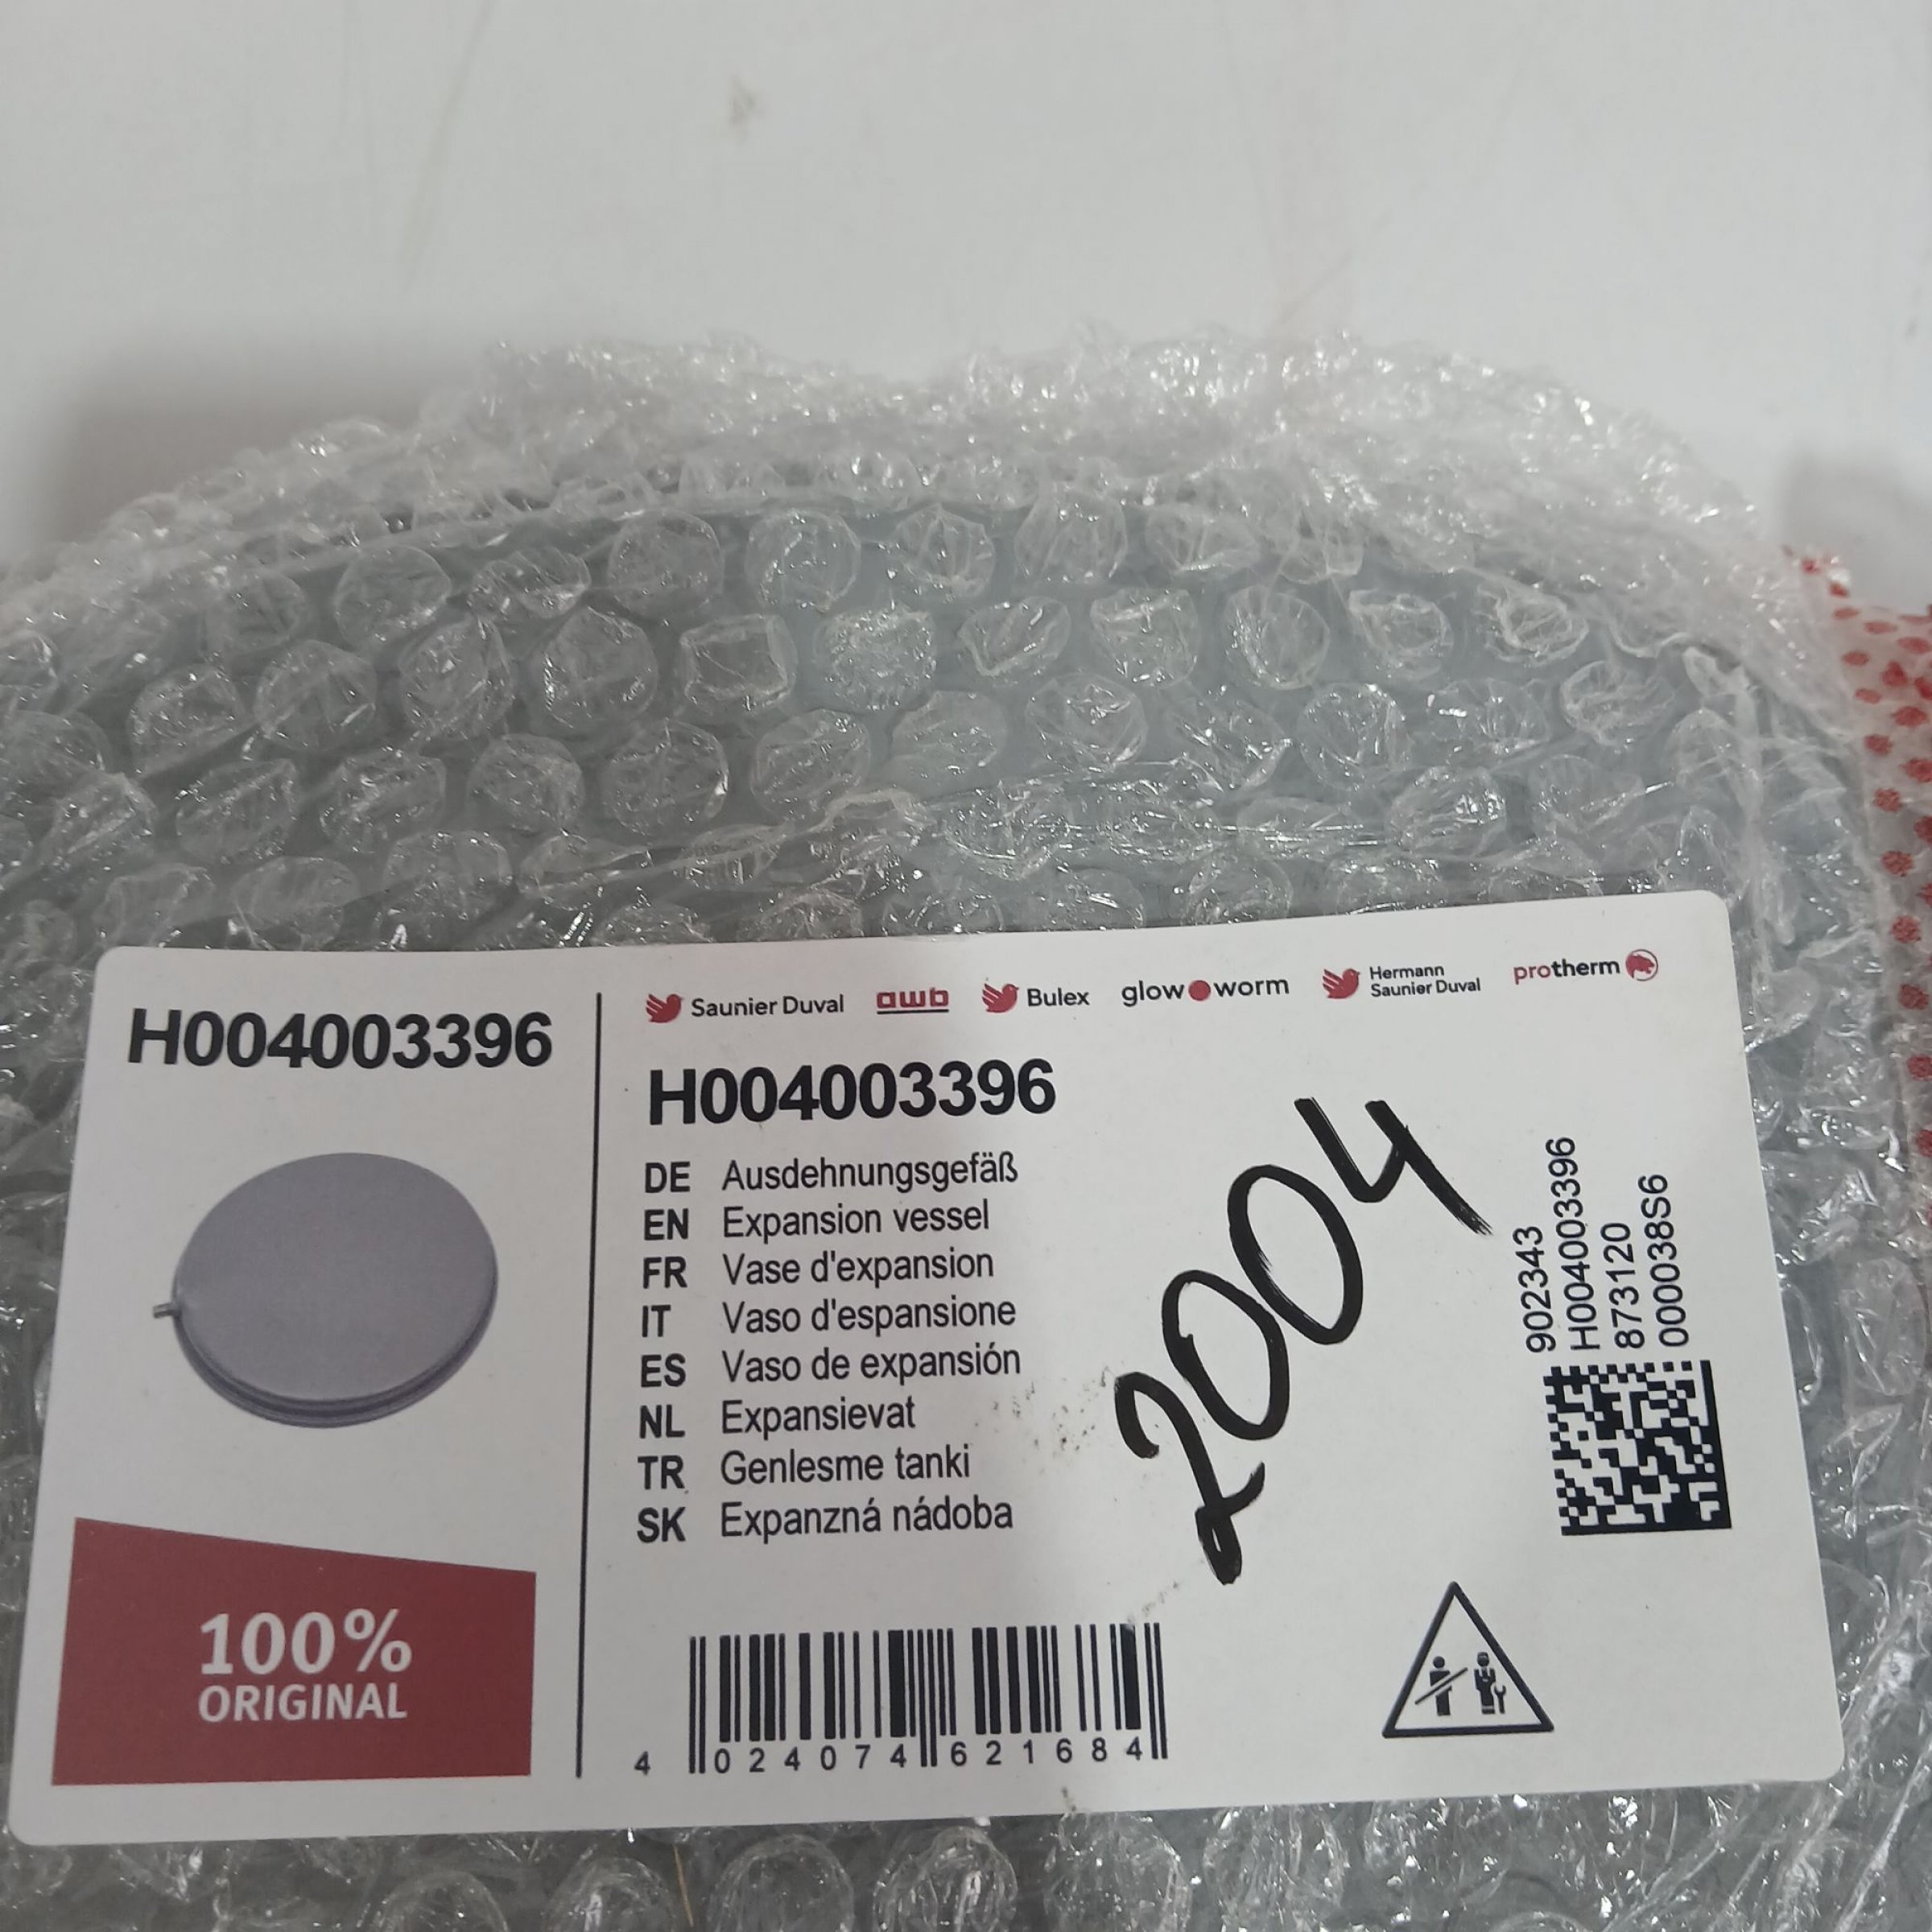 H004003396
100%
ORIGINAL
Saunier Duval awb Bulex glow worm Hermann Saunier Duval protherm
H004003396
DE Ausdehnungsgefäß
EN Expansion vessel
FR Vase d'expansion
IT Vaso d'espansione
ES Vaso de expansión
NL Expansievat
TR Genlesme tanki
SK Expanzná nádoba
2004
902343
H004003396
873120
000038S6
4 024074 621684